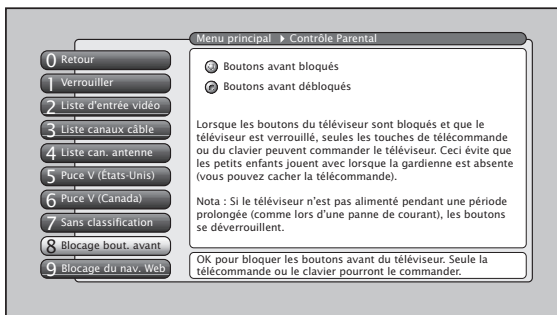 Menu principal ▶ Contrôle Parental
0 Retour
1 Verrouiller
2 Liste d'entrée vidéo
3 Liste canaux câble
4 Liste can. antenne
5 Puce V (États-Unis)
6 Puce V (Canada)
7 Sans classification
8 Blocage bout. avant
9 Blocage du nav. Web
Boutons avant bloqués
Boutons avant débloqués
Lorsque les boutons du téléviseur sont bloqués et que le
téléviseur est verrouillé, seules les touches de télécommande
ou du clavier peuvent commander le téléviseur. Ceci évite que
les petits enfants jouent avec lorsque la gardienne est absente
(vous pouvez cacher la télécommande).
Nota : Si le téléviseur n'est pas alimenté pendant une période
prolongée (comme lors d'une panne de courant), les boutons
se déverrouillent.
OK pour bloquer les boutons avant du téléviseur. Seule la
télécommande ou le clavier pourront le commander.